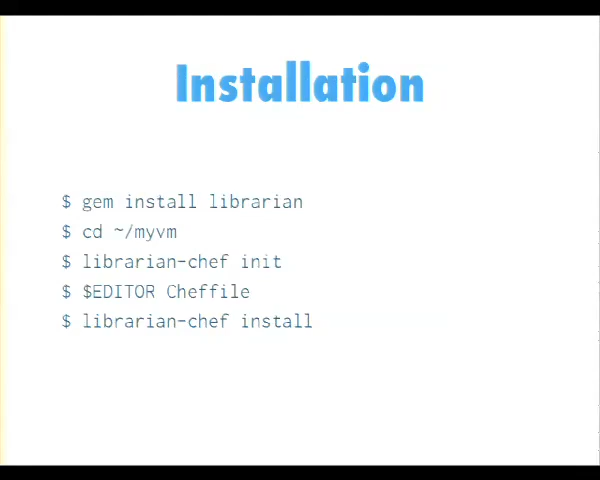 Installation
$ gem install librarian
$ cd ~/myvm
$ librarian-chef init
$ $EDITOR Cheffile
$ librarian-chef install